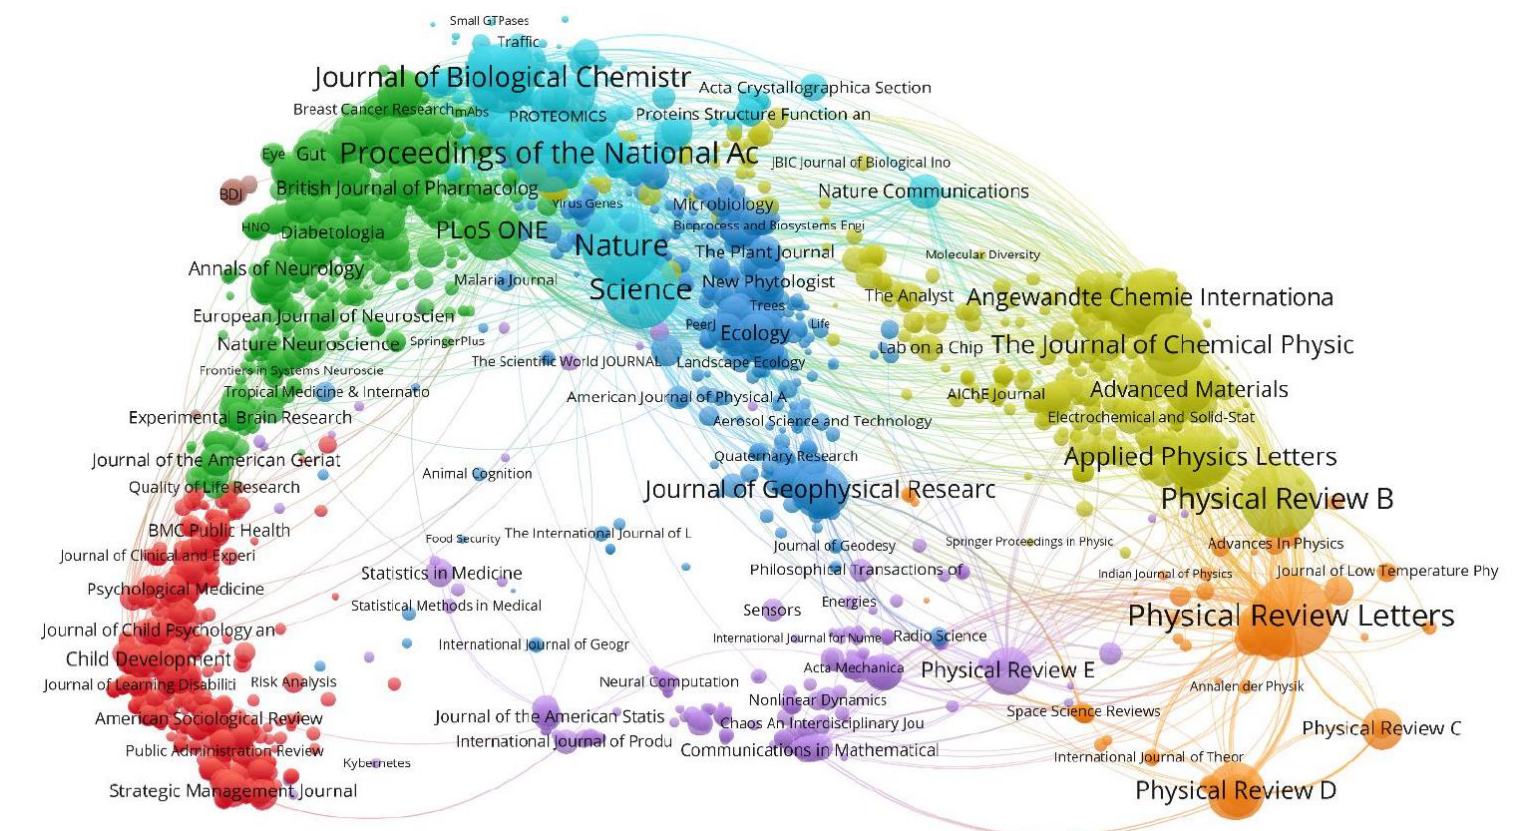 Small GTPases
Traffic
Journal of Biological Chemistr
Acta Crystallographica Section
Breast Cancer Research
mAbs
PROTEOMICS
Proteins Structure Function an
Eye
Gut
Proceedings of the National Ac
JBIC Journal of Biological Ino
BDJ
British Journal of Pharmacolog
Nature Communications
Virus Genes
Microbiology
HNO
Diabetologia
PLoS ONE
Bioprocess and Biosystems Engi
Nature
The Plant Journal
Molecular Diversity
Annals of Neurology
Malaria Journal
Science
New Phytologist
The Analyst
Angewandte Chemie Internationa
Trees
European Journal of Neuroscien
PeerJ
Ecology
Life
Nature Neuroscience
SpringerPlus
Lab on a Chip
The Journal of Chemical Physic
The Scientific World JOURNAL
Landscape Ecology
Frontiers in Systems Neuroscie
Tropical Medicine & Internatio
American Journal of Physical A
AIChE Journal
Advanced Materials
Experimental Brain Research
Aerosol Science and Technology
Electrochemical and Solid-Stat
Journal of the American Geriat
Quaternary Research
Applied Physics Letters
Animal Cognition
Quality of Life Research
Journal of Geophysical Researc
Physical Review B
BMC Public Health
Food Security
The International Journal of L
Journal of Geodesy
Springer Proceedings in Physic
Advances In Physics
Journal of Clinical and Experi
Statistics in Medicine
Philosophical Transactions of
Indian Journal of Physics
Journal of Low Temperature Phy
Psychological Medicine
Statistical Methods in Medical
Sensors
Energies
Physical Review Letters
Journal of Child Psychology an
International Journal of Geogr
International Journal for Nume
Radio Science
Child Development
Acta Mechanica
Physical Review E
Journal of Learning Disabiliti
Risk Analysis
Neural Computation
Annalen der Physik
American Sociological Review
Journal of the American Statis
Nonlinear Dynamics
Space Science Reviews
Chaos An Interdisciplinary Jou
Physical Review C
Public Administration Review
International Journal of Produ
Communications in Mathematical
International Journal of Theor
Kybernetes
Strategic Management Journal
Physical Review D